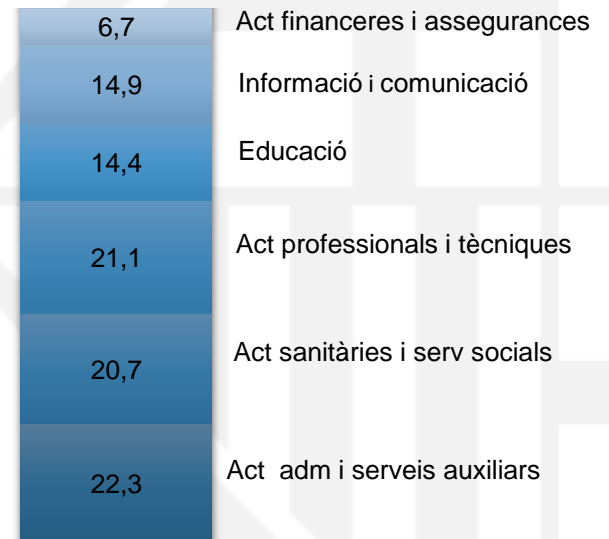 6,7 Act financeres i assegurances
14,9 Informació i comunicació
14,4 Educació
21,1 Act professionals i tècniques
20,7 Act sanitàries i serv socials
22,3 Act adm i serveis auxiliars